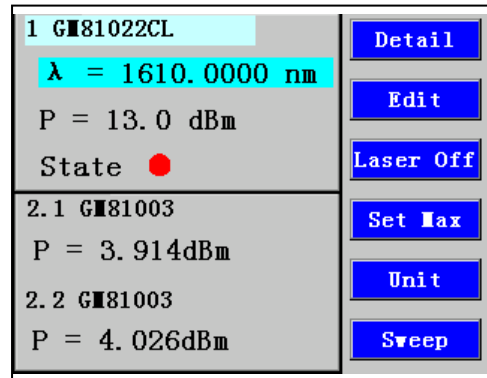 1 GM81022CL
λ = 1610.0000 nm
P = 13.0 dBm
State
2.1 GM81003
P = 3.914dBm
2.2 GM81003
P = 4.026dBm
Detail
Edit
Laser Off
Set Max
Unit
Sweep